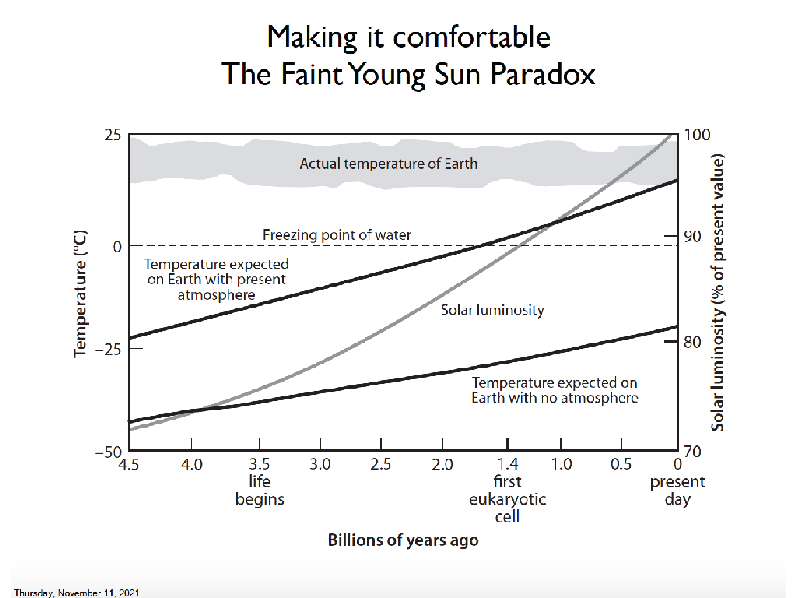 Making it comfortable
The Faint Young Sun Paradox
25
100
Actual temperature of Earth
Freezing point of water
0
90
Temperature expected
on Earth with present
atmosphere
Solar luminosity
−25
80
Temperature expected on
Earth with no atmosphere
−50
70
Temperature (°C)
Solar luminosity (% of present value)
4.5 4.0 3.5 3.0 2.5 2.0 1.4 1.0 0.5 0
life
begins
first
eukaryotic
cell
present
day
Billions of years ago
Thursday, November 11, 2021